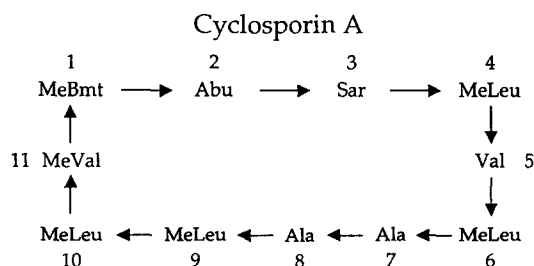 Cyclosporin A
1 2 3 4
MeBmt Abu Sar MeLeu
11 MeVal Val 5
MeLeu MeLeu Ala Ala MeLeu
10 9 8 7 6